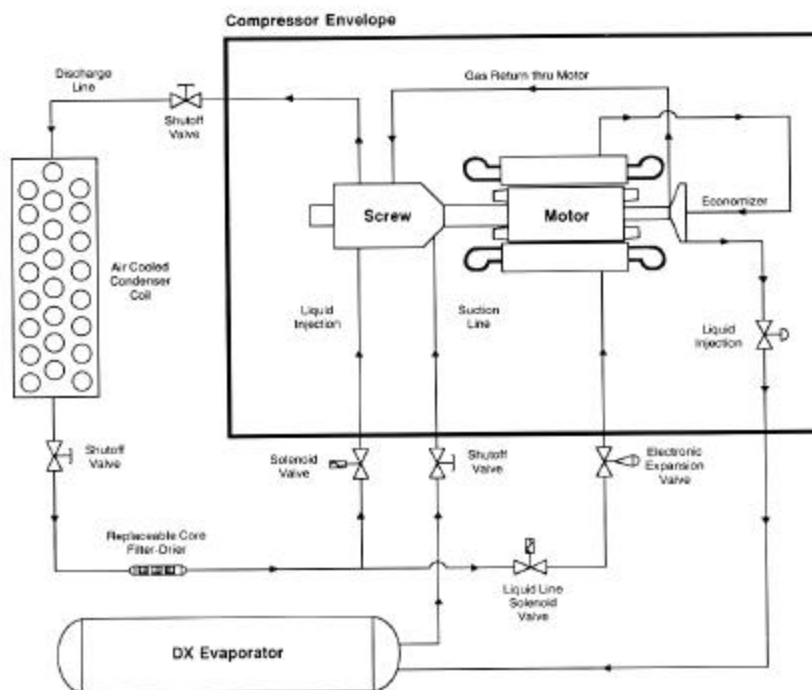 Compressor Envelope
Discharge
Line
Shutoff
Valve
Gas Return thru Motor
Screw
Motor
Economizer
Air Cooled
Condenser
Coil
Liquid
Injection
Suction
Line
Liquid
Injection
Shutoff
Valve
Solenoid
Valve
Shutoff
Valve
Electronic
Expansion
Valve
Replaceable Core
Filter-Drier
Liquid Line
Solenoid
Valve
DX Evaporator